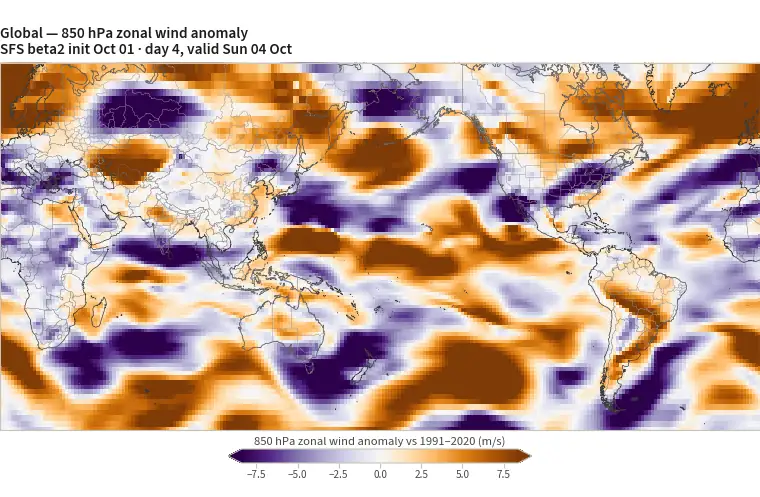 Global — 850 hPa zonal wind anomaly
SFS beta2 init Oct 01 · day 4, valid Sun 04 Oct
850 hPa zonal wind anomaly vs 1991–2020 (m/s)
−7.5 −5.0 −2.5 0.0 2.5 5.0 7.5